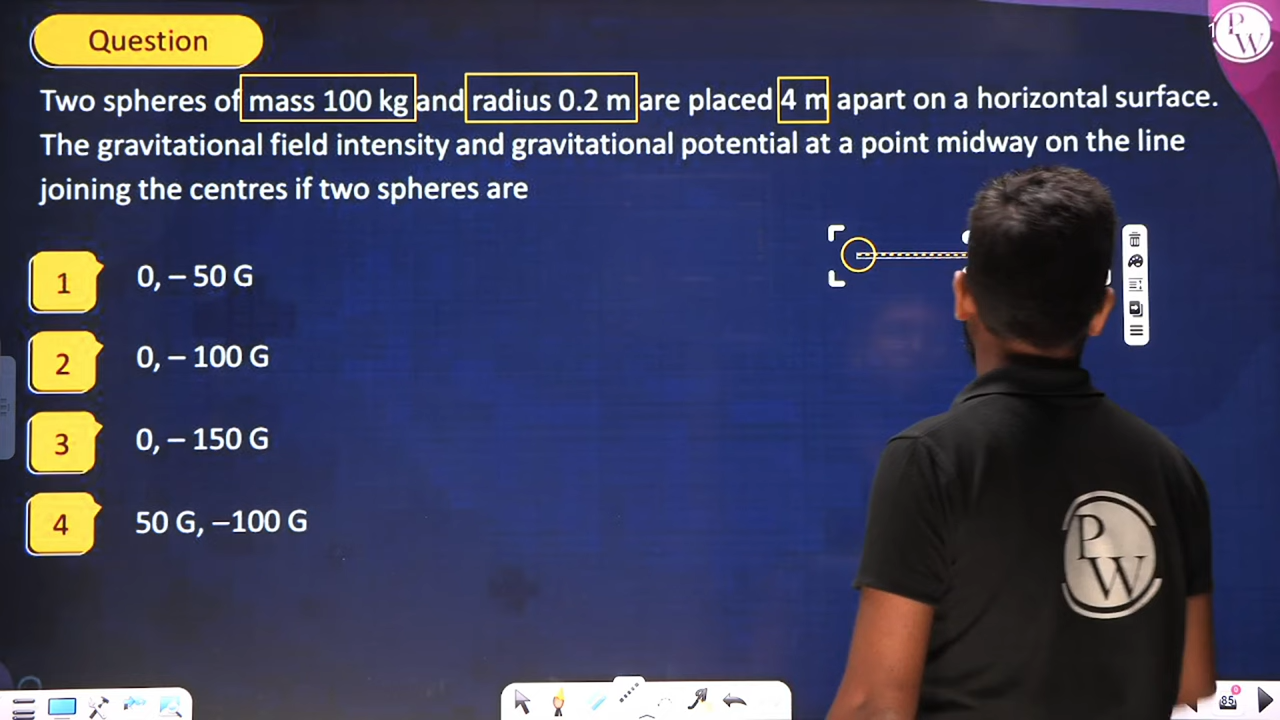 Question
Two spheres of mass 100 kg and radius 0.2 m are placed 4 m apart on a horizontal surface.
The gravitational field intensity and gravitational potential at a point midway on the line
joining the centres if two spheres are
1 0, – 50 G
2 0, – 100 G
3 0, – 150 G
4 50 G, –100 G
PW
PW
85